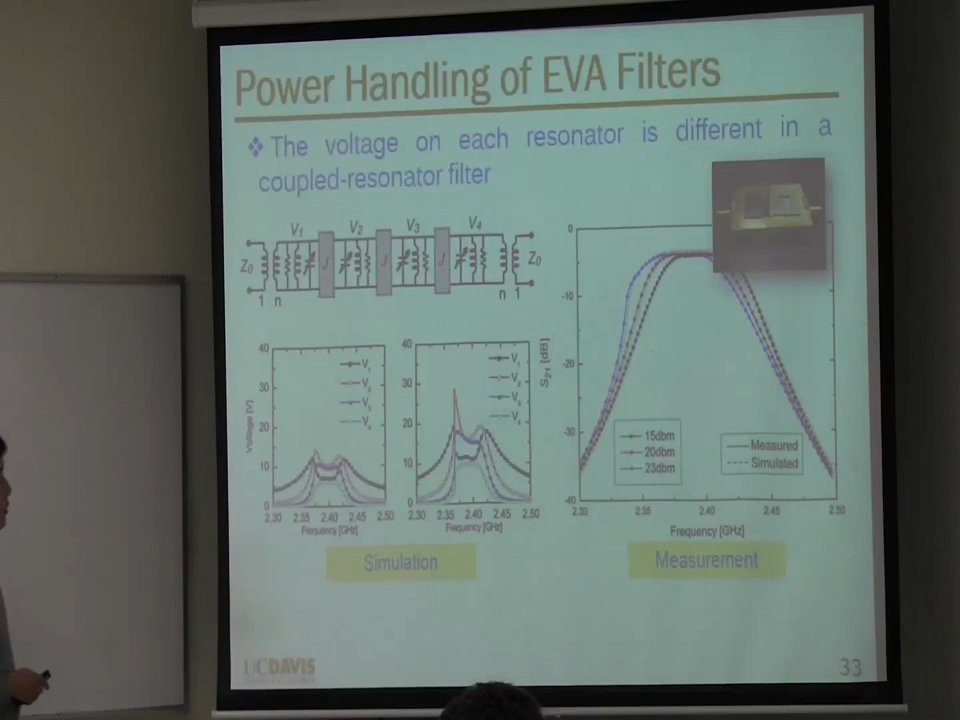 Power Handling of EVA Filters
❖ The voltage on each resonator is different in a
coupled-resonator filter
V1 V2 V3 V4
Z0 J J J Z0
1 n n 1
40
30
20
10
0
Voltage [V]
V1
V2
V3
V4
2.30 2.35 2.40 2.45 2.50
Frequency [GHz]
40
30
20
10
0
2.30 2.35 2.40 2.45 2.50
Frequency [GHz]
Simulation
0
-10
-20
-30
-40
S21 [dB]
15dbm
20dbm
23dbm
Measured
Simulated
2.30 2.35 2.40 2.45 2.50
Frequency [GHz]
Measurement
UCDAVIS
33